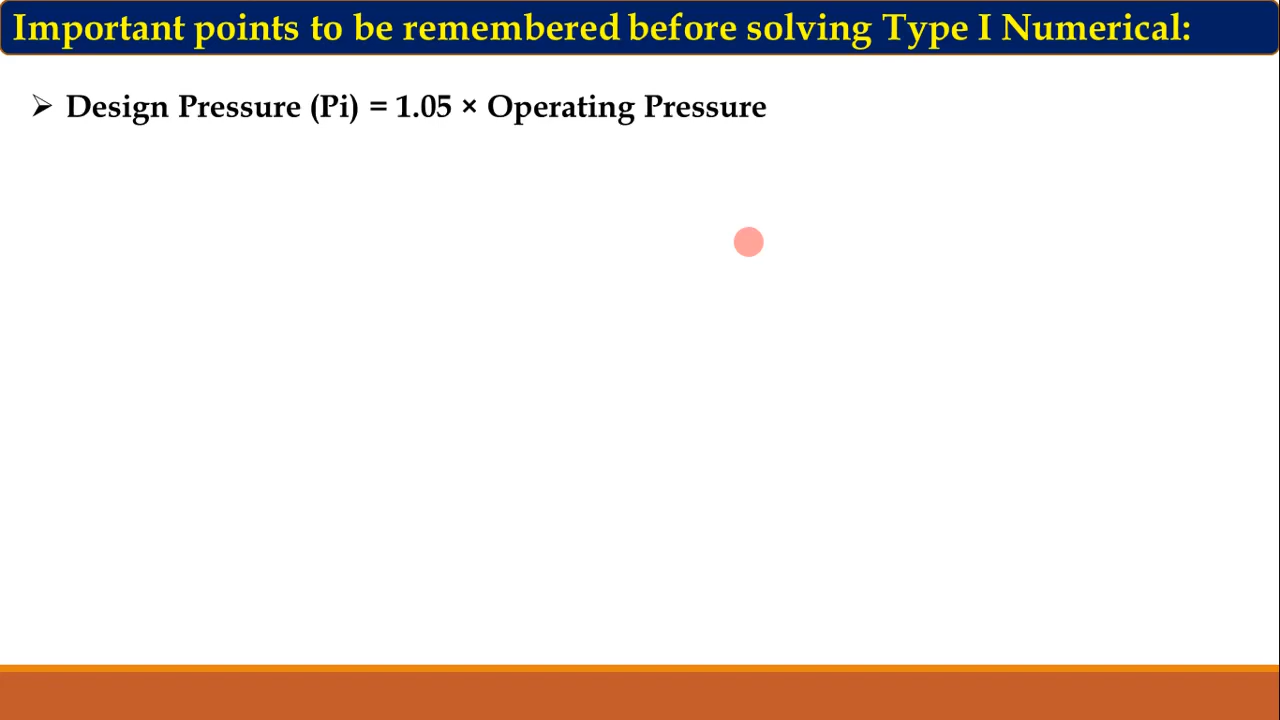 Important points to be remembered before solving Type I Numerical:
➢ Design Pressure (Pi) = 1.05 × Operating Pressure